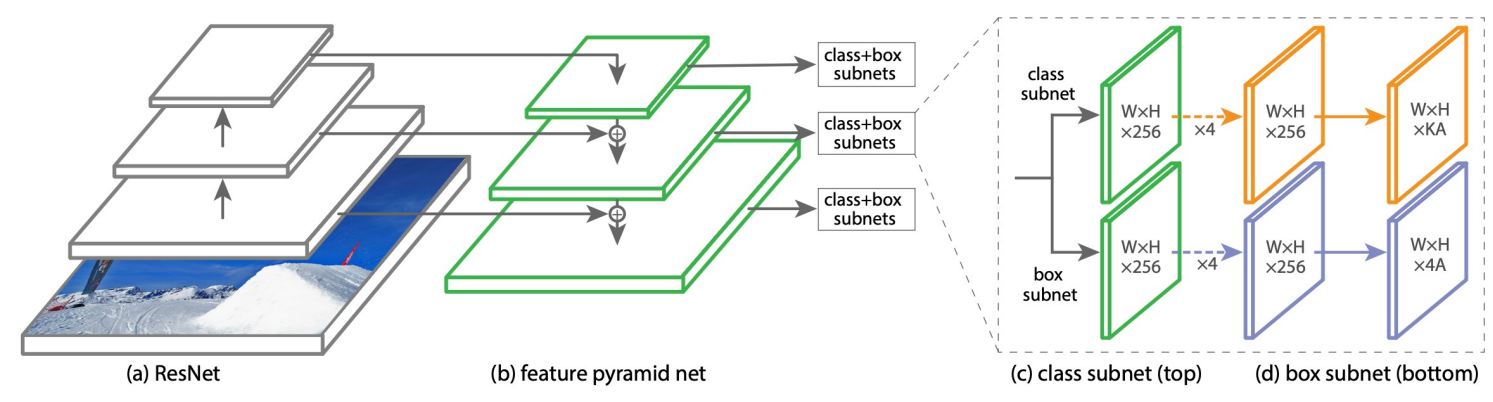 class+box
subnets
class+box
subnets
class+box
subnets
class
subnet
W×H
×256
×4
W×H
×256
W×H
×KA
box
subnet
W×H
×256
×4
W×H
×256
W×H
×4A
(a) ResNet
(b) feature pyramid net
(c) class subnet (top)
(d) box subnet (bottom)